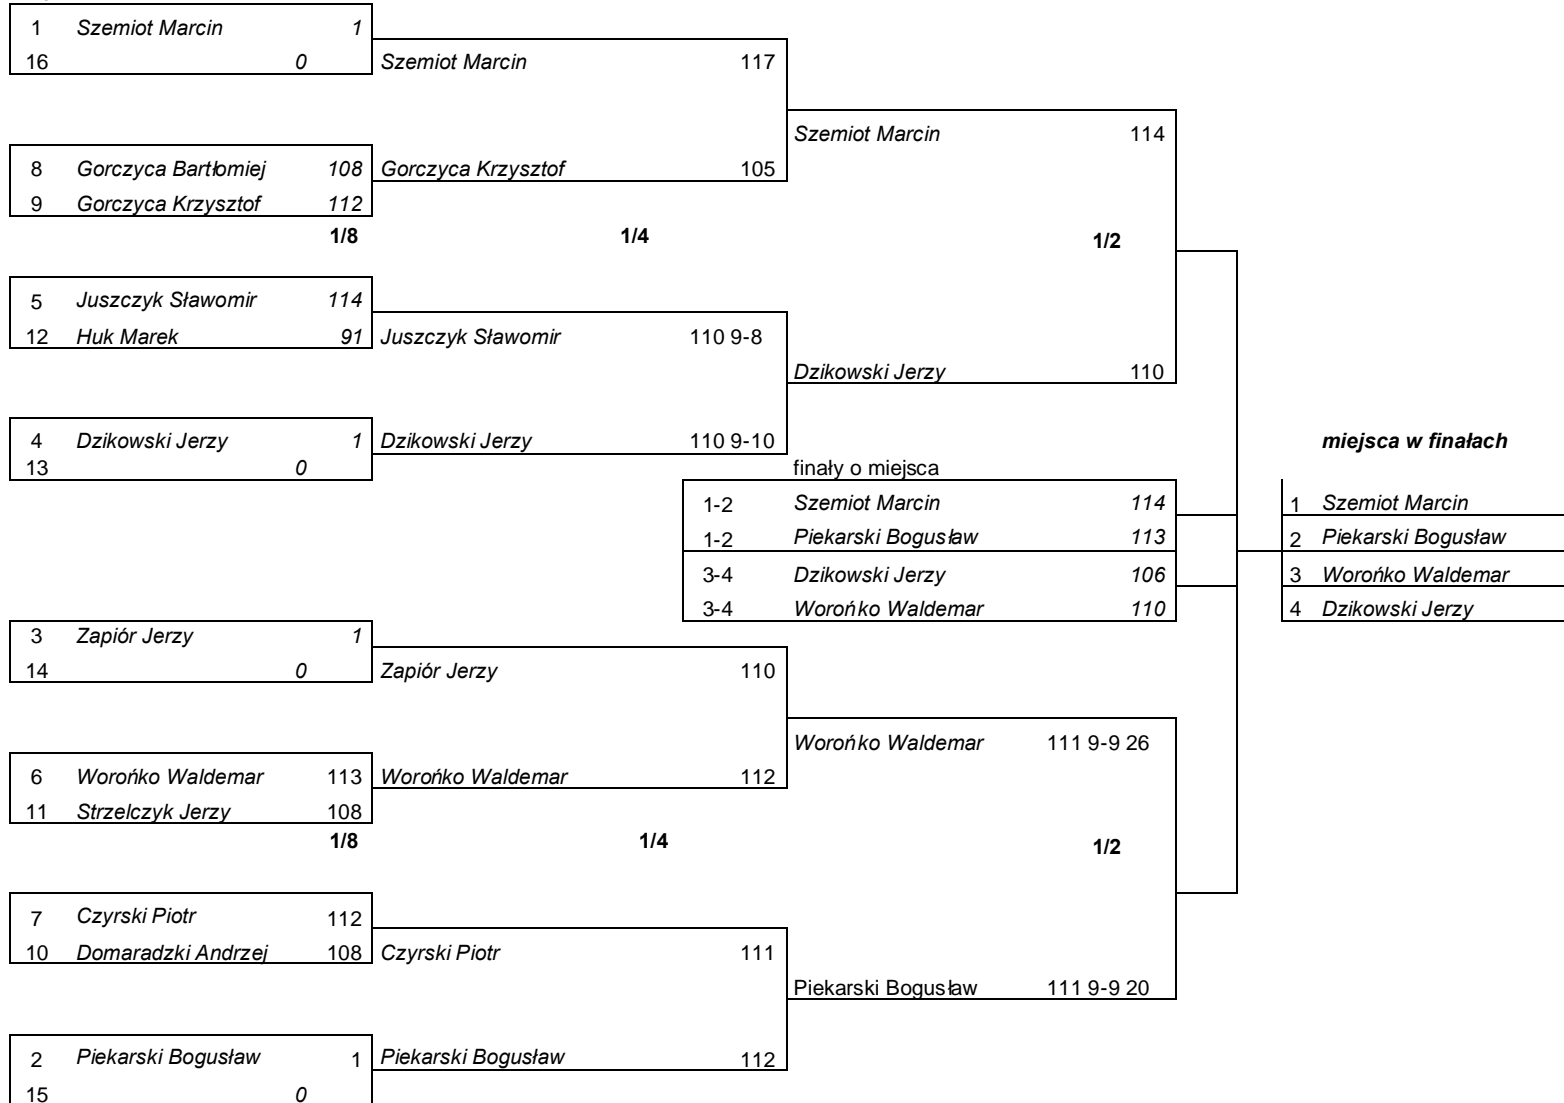 1 Szemiot Marcin 1
16 0 Szemiot Marcin 117
Szemiot Marcin 114
8 Gorczyca Bartłomiej 108 Gorczyca Krzysztof 105
9 Gorczyca Krzysztof 112
1/8 1/4 1/2
5 Juszczyk Sławomir 114
12 Huk Marek 91 Juszczyk Sławomir 110 9-8
Dzikowski Jerzy 110
4 Dzikowski Jerzy 1 Dzikowski Jerzy 110 9-10 miejsca w finałach
13 0 finały o miejsca
1-2 Szemiot Marcin 114 1 Szemiot Marcin
1-2 Piekarski Bogusław 113 2 Piekarski Bogusław
3-4 Dzikowski Jerzy 106 3 Worońko Waldemar
3-4 Worońko Waldemar 110 4 Dzikowski Jerzy
3 Zapiór Jerzy 1
14 0 Zapiór Jerzy 110
Worońko Waldemar 111 9-9 26
6 Worońko Waldemar 113 Worońko Waldemar 112
11 Strzelczyk Jerzy 108
1/8 1/4 1/2
7 Czyrski Piotr 112
10 Domaradzki Andrzej 108 Czyrski Piotr 111
Piekarski Bogusław 111 9-9 20
2 Piekarski Bogusław 1 Piekarski Bogusław 112
15 0